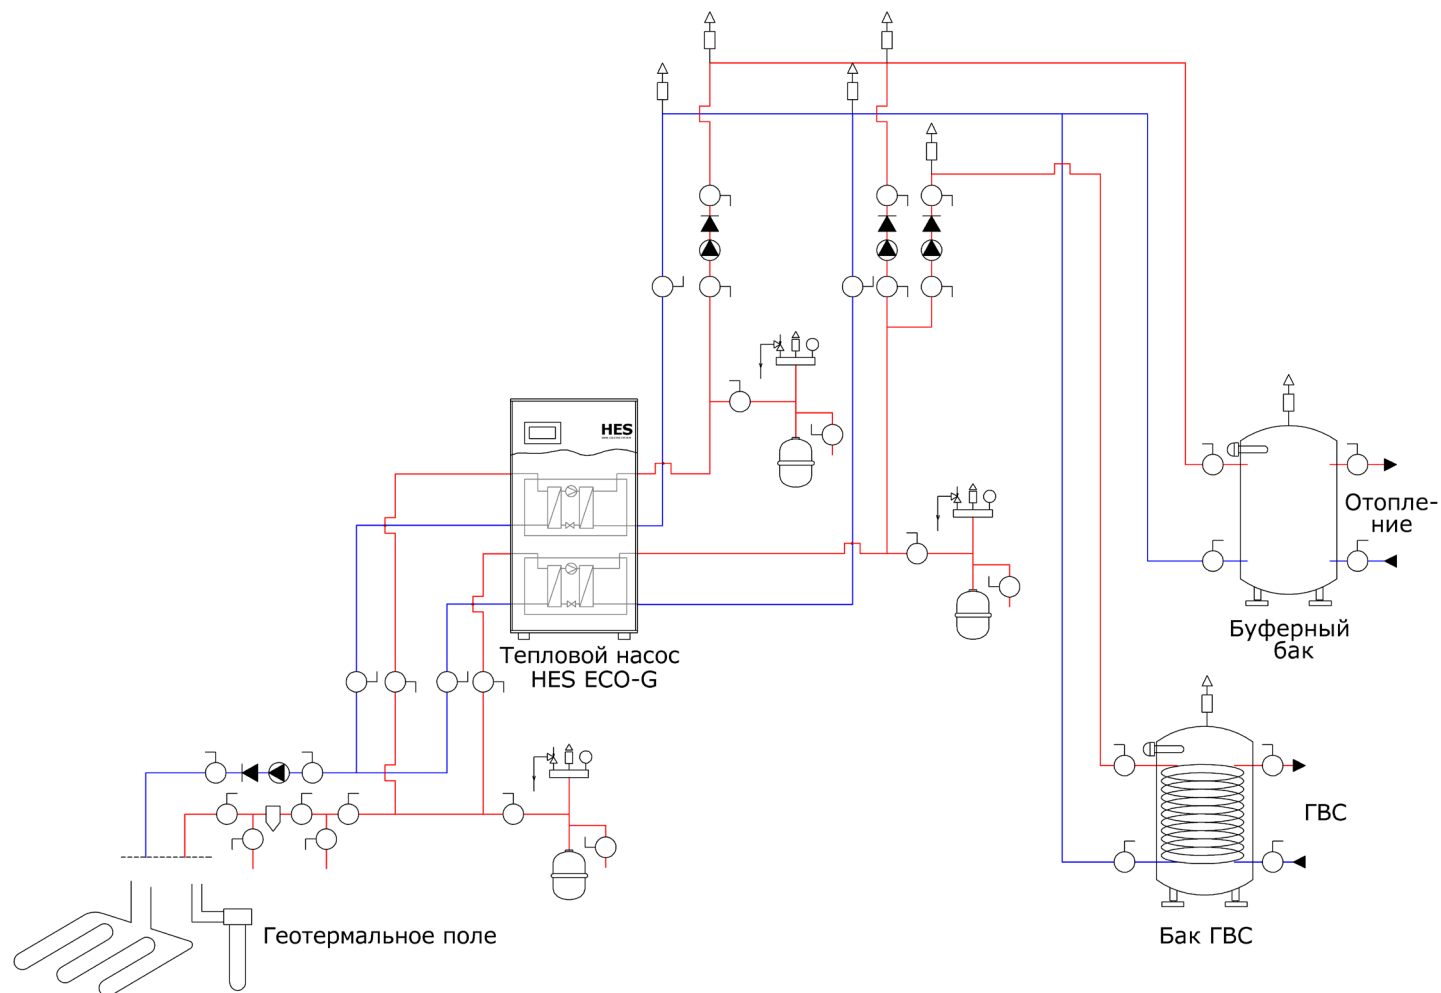 HES
Отопле-
ние
Буферный
бак
Тепловой насос
HES ECO-G
ГВС
Геотермальное поле
Бак ГВС